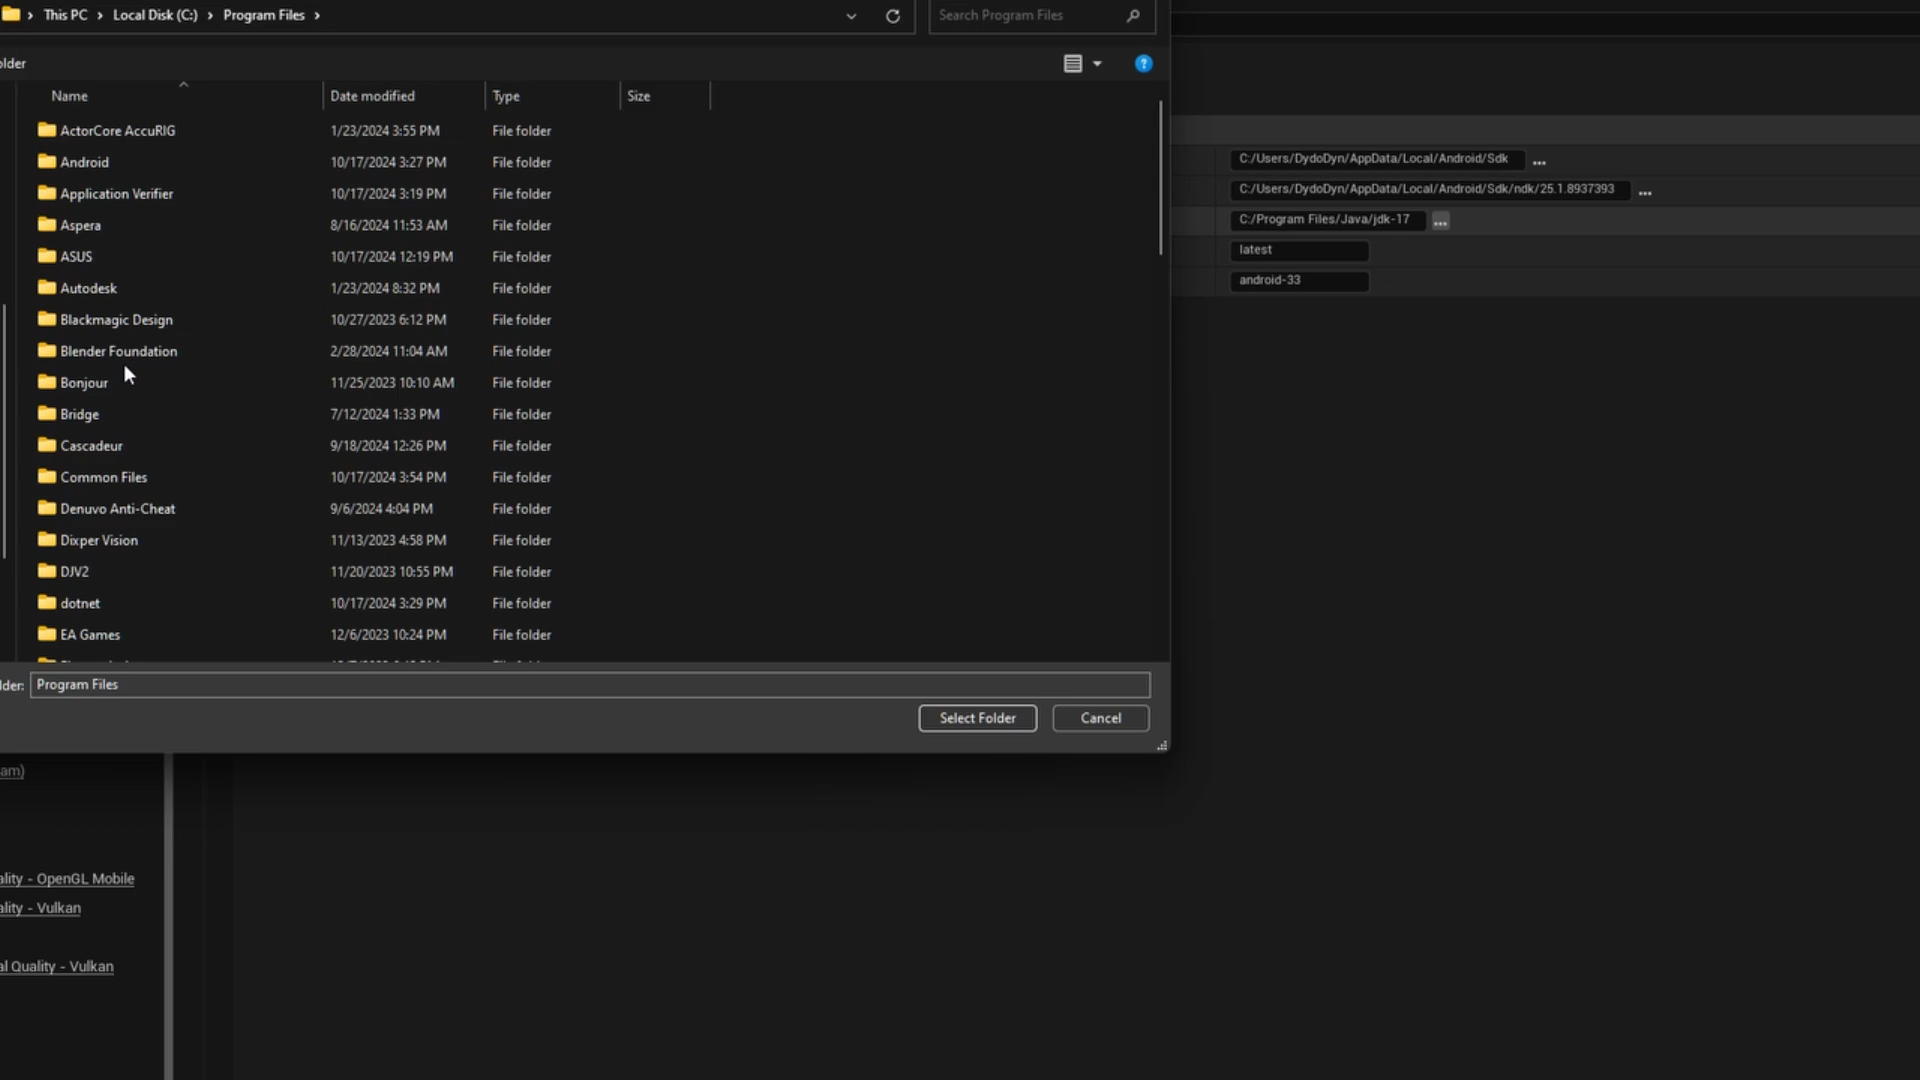 This PC > Local Disk (C:) > Program Files >
Search Program Files
older
Name Date modified Type Size
ActorCore AccuRIG 1/23/2024 3:55 PM File folder
Android 10/17/2024 3:27 PM File folder
Application Verifier 10/17/2024 3:19 PM File folder
Aspera 8/16/2024 11:53 AM File folder
ASUS 10/17/2024 12:19 PM File folder
Autodesk 1/23/2024 8:32 PM File folder
Blackmagic Design 10/27/2023 6:12 PM File folder
Blender Foundation 2/28/2024 11:04 AM File folder
Bonjour 11/25/2023 10:10 AM File folder
Bridge 7/12/2024 1:33 PM File folder
Cascadeur 9/18/2024 12:26 PM File folder
Common Files 10/17/2024 3:54 PM File folder
Denuvo Anti-Cheat 9/6/2024 4:04 PM File folder
Dixper Vision 11/13/2023 4:58 PM File folder
DJV2 11/20/2023 10:55 PM File folder
dotnet 10/17/2024 3:29 PM File folder
EA Games 12/6/2023 10:24 PM File folder
lder: Program Files
Select Folder Cancel
C:/Users/DydoDyn/AppData/Local/Android/Sdk ...
C:/Users/DydoDyn/AppData/Local/Android/Sdk/ndk/25.1.8937393 ...
C:/Program Files/Java/jdk-17 ...
latest
android-33
am)
ality - OpenGL Mobile
ality - Vulkan
al Quality - Vulkan